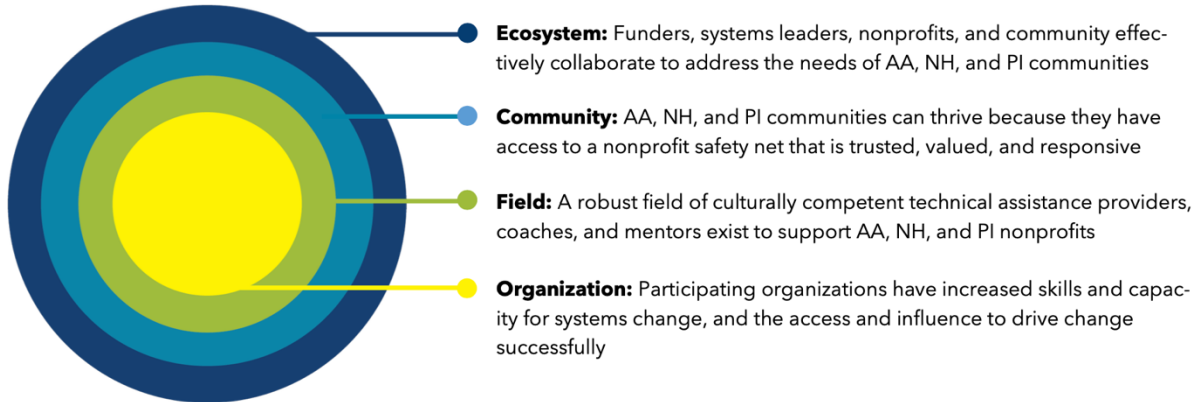 Ecosystem: Funders, systems leaders, nonprofits, and community effec-
tively collaborate to address the needs of AA, NH, and PI communities
Community: AA, NH, and PI communities can thrive because they have
access to a nonprofit safety net that is trusted, valued, and responsive
Field: A robust field of culturally competent technical assistance providers,
coaches, and mentors exist to support AA, NH, and PI nonprofits
Organization: Participating organizations have increased skills and capac-
ity for systems change, and the access and influence to drive change
successfully